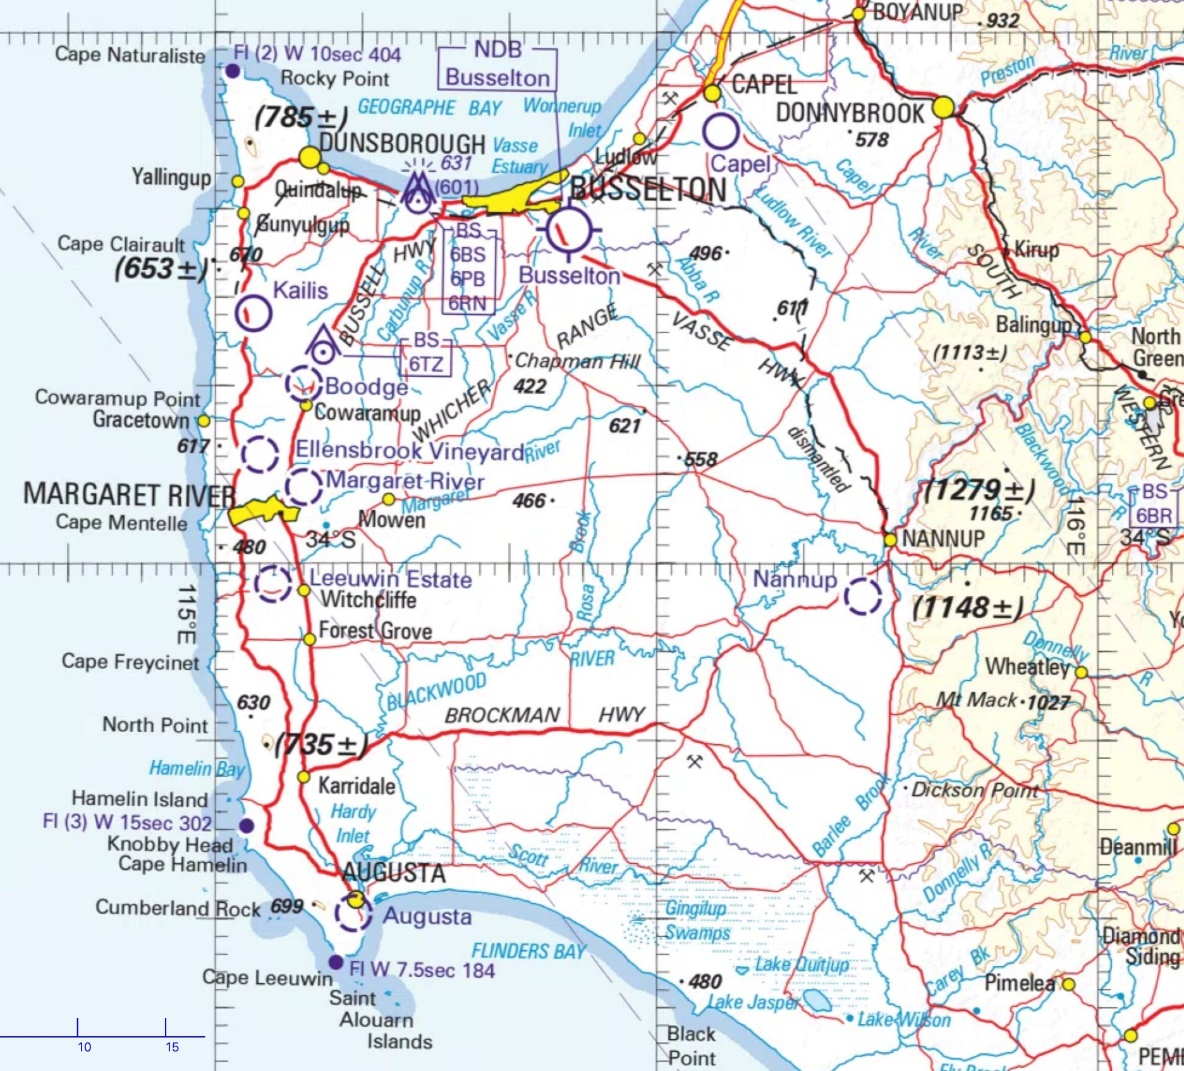 BOYANUP
932
Cape Naturaliste
Fl (2) W 10sec 404
Rocky Point
NDB
Busselton
Preston
River
GEOGRAPHE BAY
Wonnerup
Inlet
CAPEL
DONNYBROOK
578
(785±)
DUNSBOROUGH
Vasse
Estuary
631
(601)
Ludlow
Capel
Capel
River
Yallingup
Quindalup
BUSSELTON
Ludlow River
Gunyulgup
Cape Clairault
(653±)
670
HWY
BS
6BS
6PB
6RN
Busselton
496
Abba R
Kirup
SOUTH
WESTERN
Kailis
BUSSELL
Carbunup R
Vasse R
RANGE
WHICHER
VASSE
HWY
611
Balingup
North
Green
(1113±)
BS
6TZ
Chapman Hill
422
Boodge
Cowaramup Point
Gracetown
Cowaramup
621
617
Ellensbrook Vineyard
River
558
dismantled
Blackwood
R
Gre
MARGARET RIVER
Margaret River
Margaret
Cape Mentelle
Mowen
466
(1279±)
1165
BS
6BR
34°S
116°E
34°S
480
Brook
Rosa
NANNUP
115°E
Leeuwin Estate
Witchcliffe
Nannup
(1148±)
Forest Grove
Donnelly
R
Cape Freycinet
RIVER
BLACKWOOD
Wheatley
Mt Mack
1027
630
North Point
(735±)
BROCKMAN
HWY
Hamelin Bay
Karridale
Hamelin Island
Hardy
Inlet
Dickson Point
Fl (3) W 15sec 302
Knobby Head
Cape Hamelin
Barlee Brook
Deanmill
AUGUSTA
Scott
River
Donnelly R
Cumberland Rock
699
Augusta
Gingilup
Swamps
FLINDERS BAY
Diamond
Siding
Fl W 7.5sec 184
Cape Leeuwin
Saint
Alouarn
Islands
Lake Quitjup
480
Lake Jasper
Carey Bk
Pimelea
Lake Wilson
Black
Point
10
15